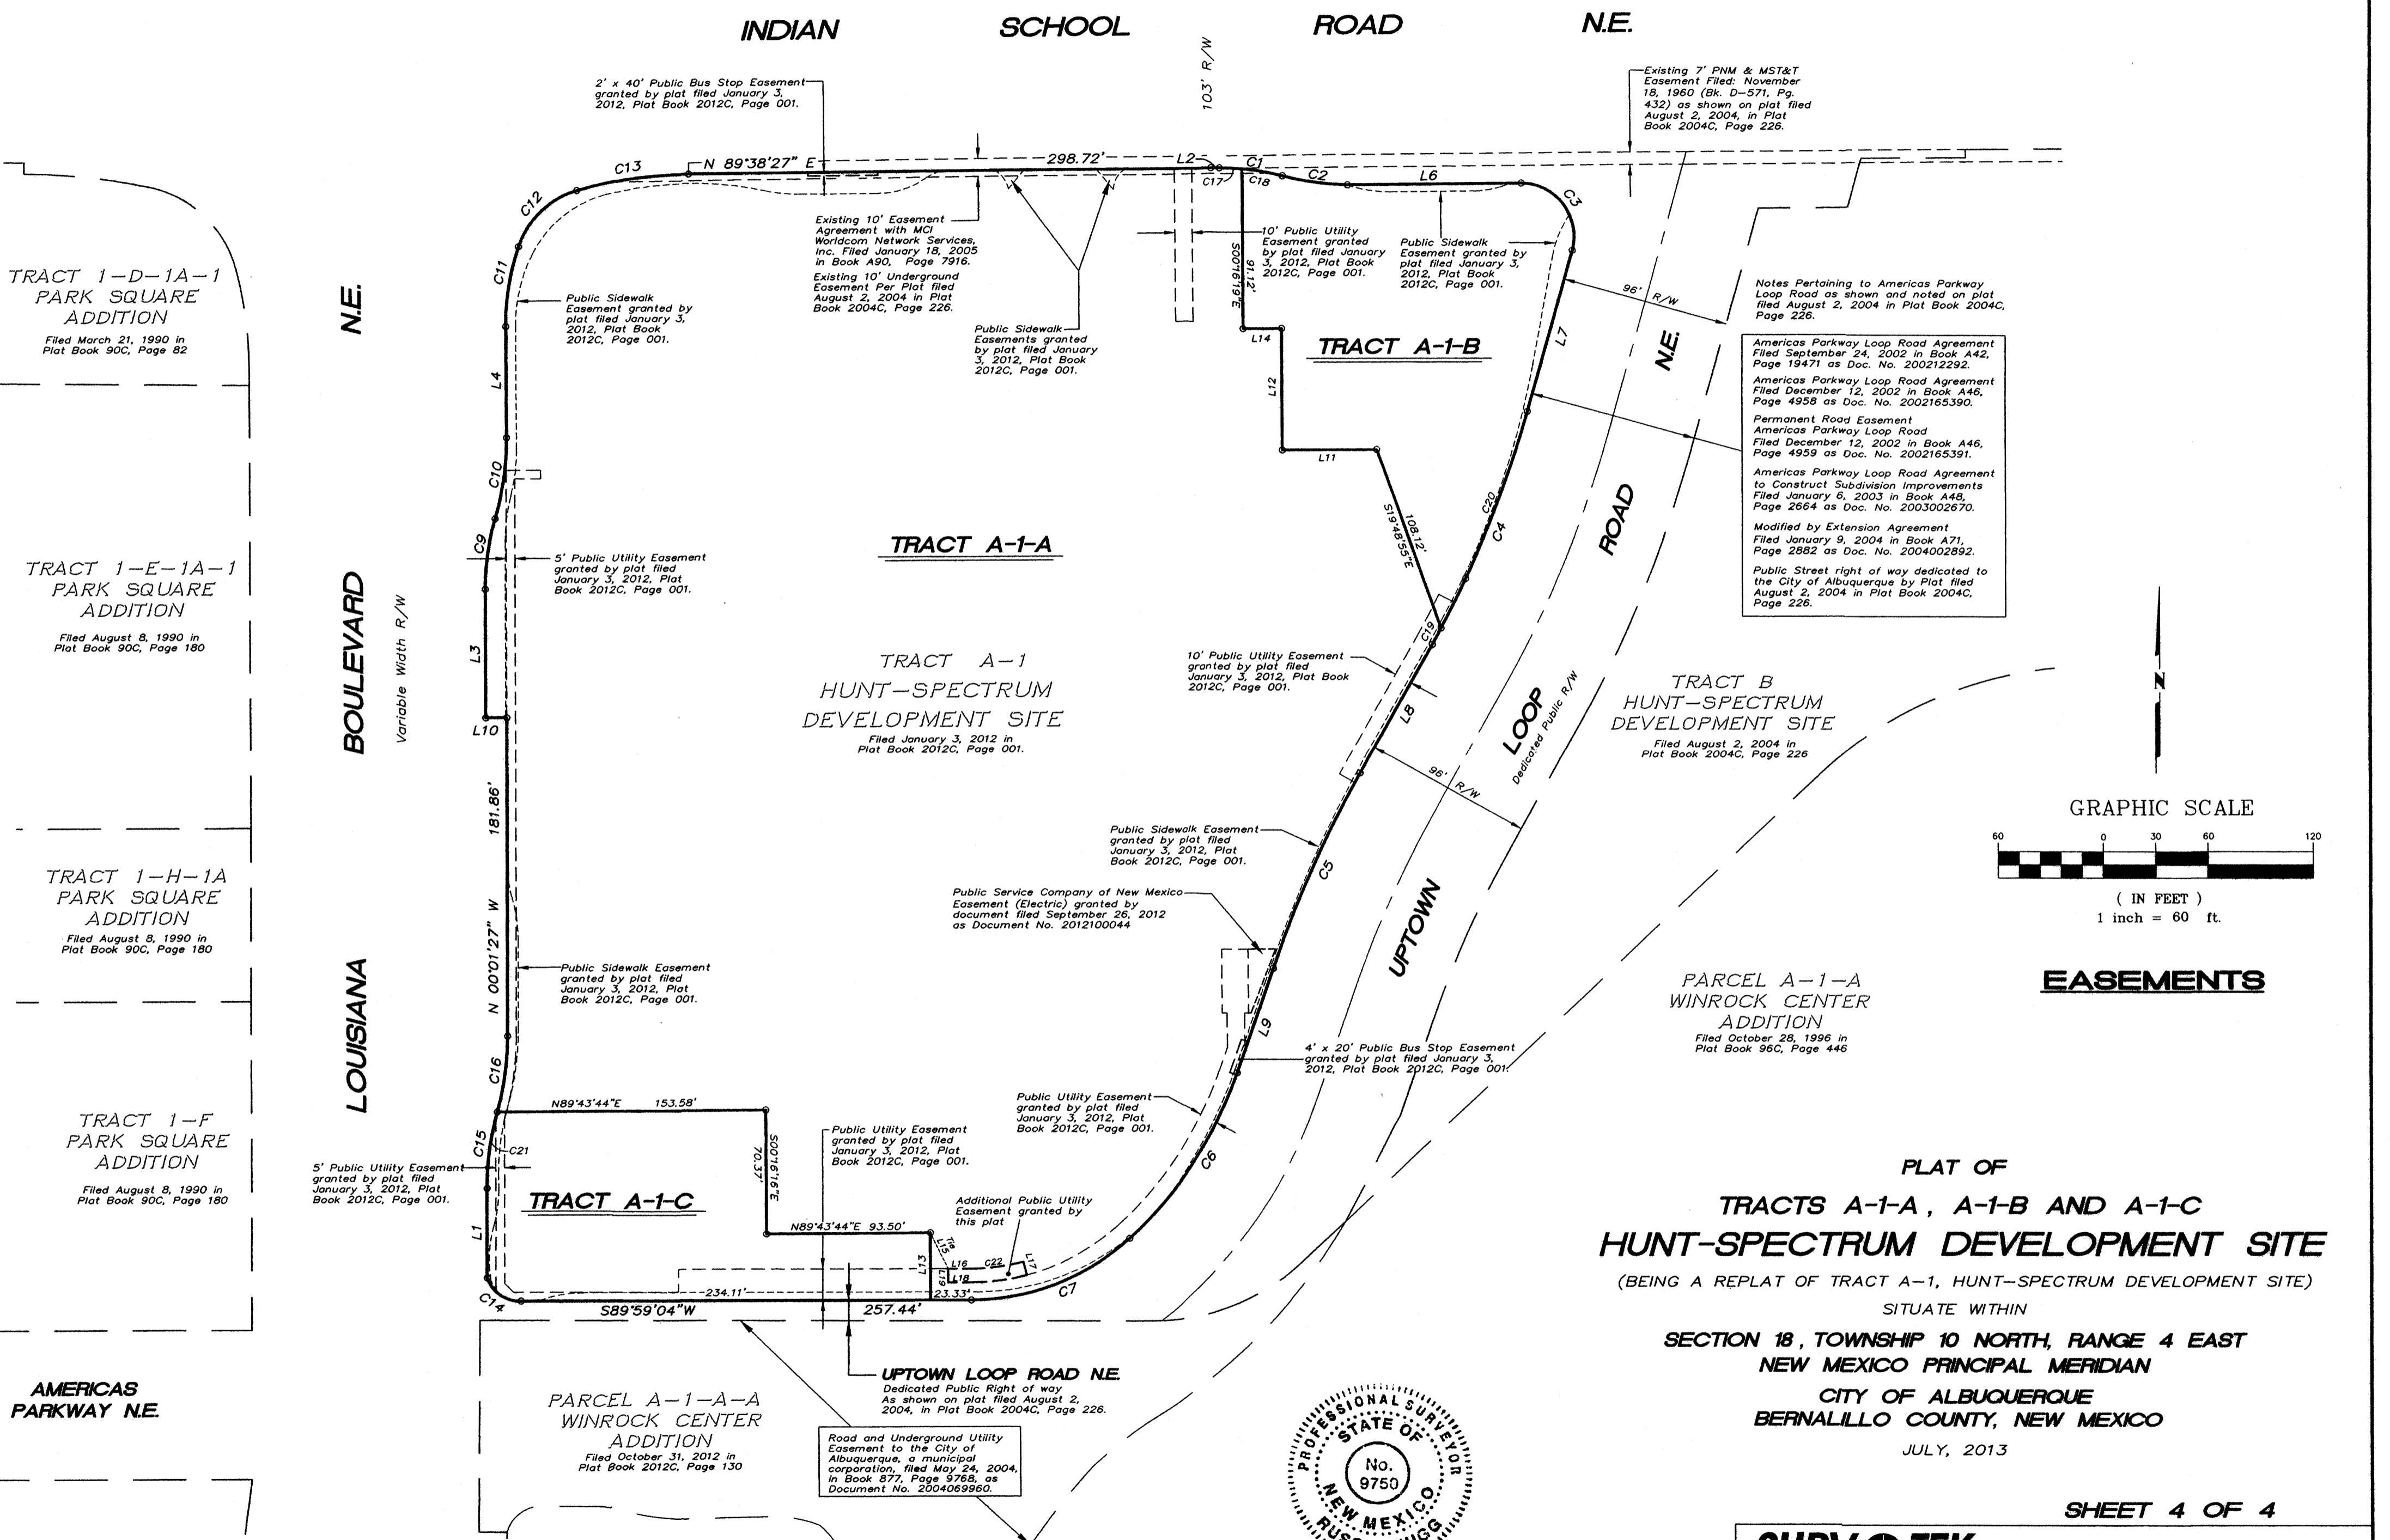 INDIAN SCHOOL ROAD N.E.
103' R/W
2' x 40' Public Bus Stop Easement
granted by plat filed January 3,
2012, Plat Book 2012C, Page 001.
Existing 7' PNM & MST&T
Easement Filed: November
18, 1960 (Bk. D-571, Pg.
432) as shown on plat filed
August 2, 2004, in Plat
Book 2004C, Page 226.
C13
N 89°38'27" E
298.72'
L2
C1
C17
C18
C2
L6
C3
C12
C11
L4
C10
C9
L3
L10
181.86'
N 00°01'27" W
C16
C15
C21
L1
C14
Existing 10' Easement
Agreement with MCI
Worldcom Network Services,
Inc. Filed January 18, 2005
in Book A90, Page 7916.
Existing 10' Underground
Easement Per Plat filed
August 2, 2004 in Plat
Book 2004C, Page 226.
Public Sidewalk
Easement granted by
plat filed January 3,
2012, Plat Book
2012C, Page 001.
Public Sidewalk
Easements granted
by plat filed January
3, 2012, Plat Book
2012C, Page 001.
10' Public Utility
Easement granted
by plat filed January
3, 2012, Plat Book
2012C, Page 001.
Public Sidewalk
Easement granted by
plat filed January 3,
2012, Plat Book
2012C, Page 001.
S00°16'19"E
91.12'
L14
L12
L11
TRACT A-1-B
108.12'
S19°48'55"E
L7
C20
C4
C19
L8
C5
L9
C6
C7
96' R/W
96' R/W
Notes Pertaining to Americas Parkway
Loop Road as shown and noted on plat
filed August 2, 2004 in Plat Book 2004C,
Page 226.
Americas Parkway Loop Road Agreement
Filed September 24, 2002 in Book A42,
Page 19471 as Doc. No. 200212292.
Americas Parkway Loop Road Agreement
Filed December 12, 2002 in Book A46,
Page 4958 as Doc. No. 2002165390.
Permanent Road Easement
Americas Parkway Loop Road
Filed December 12, 2002 in Book A46,
Page 4959 as Doc. No. 2002165391.
Americas Parkway Loop Road Agreement
to Construct Subdivision Improvements
Filed January 6, 2003 in Book A48,
Page 2664 as Doc. No. 2003002670.
Modified by Extension Agreement
Filed January 9, 2004 in Book A71,
Page 2882 as Doc. No. 2004002892.
Public Street right of way dedicated to
the City of Albuquerque by Plat filed
August 2, 2004 in Plat Book 2004C,
Page 226.
TRACT 1-D-1A-1
PARK SQUARE
ADDITION
Filed March 21, 1990 in
Plat Book 90C, Page 82
TRACT 1-E-1A-1
PARK SQUARE
ADDITION
Filed August 8, 1990 in
Plat Book 90C, Page 180
TRACT 1-H-1A
PARK SQUARE
ADDITION
Filed August 8, 1990 in
Plat Book 90C, Page 180
TRACT 1-F
PARK SQUARE
ADDITION
Filed August 8, 1990 in
Plat Book 90C, Page 180
AMERICAS
PARKWAY N.E.
LOUISIANA BOULEVARD N.E.
Variable Width R/W
TRACT A-1-A
5' Public Utility Easement
granted by plat filed
January 3, 2012, Plat
Book 2012C, Page 001.
TRACT A-1
HUNT-SPECTRUM
DEVELOPMENT SITE
Filed January 3, 2012 in
Plat Book 2012C, Page 001.
10' Public Utility Easement
granted by plat filed
January 3, 2012, Plat Book
2012C, Page 001.
UPTOWN LOOP ROAD N.E.
Dedicated Public R/W
TRACT B
HUNT-SPECTRUM
DEVELOPMENT SITE
Filed August 2, 2004 in
Plat Book 2004C, Page 226
N
GRAPHIC SCALE
60 0 30 60 120
( IN FEET )
1 inch = 60 ft.
Public Sidewalk Easement
granted by plat filed
January 3, 2012, Plat
Book 2012C, Page 001.
Public Service Company of New Mexico
Easement (Electric) granted by
document filed September 26, 2012
as Document No. 2012100044
Public Sidewalk Easement
granted by plat filed
January 3, 2012, Plat
Book 2012C, Page 001.
PARCEL A-1-A
WINROCK CENTER
ADDITION
Filed October 28, 1996 in
Plat Book 96C, Page 446
EASEMENTS
4' x 20' Public Bus Stop Easement
granted by plat filed January 3,
2012, Plat Book 2012C, Page 001.
Public Utility Easement
granted by plat filed
January 3, 2012, Plat
Book 2012C, Page 001.
N89°43'44"E 153.58'
S00°16'16"E
70.37'
Public Utility Easement
granted by plat filed
January 3, 2012, Plat
Book 2012C, Page 001.
5' Public Utility Easement
granted by plat filed
January 3, 2012, Plat
Book 2012C, Page 001.
TRACT A-1-C
N89°43'44"E 93.50'
Additional Public Utility
Easement granted by
this plat
Tie
L15
L13
L16
C22
L17
L19
L18
234.11'
23.33'
S89°59'04"W 257.44'
UPTOWN LOOP ROAD N.E.
Dedicated Public Right of way
As shown on plat filed August 2,
2004, in Plat Book 2004C, Page 226.
PARCEL A-1-A-A
WINROCK CENTER
ADDITION
Filed October 31, 2012 in
Plat Book 2012C, Page 130
Road and Underground Utility
Easement to the City of
Albuquerque, a municipal
corporation, filed May 24, 2004,
in Book 877, Page 9768, as
Document No. 2004069960.
PROFESSIONAL SURVEYOR
STATE OF
No.
9750
NEW MEXICO
PLAT OF
TRACTS A-1-A, A-1-B AND A-1-C
HUNT-SPECTRUM DEVELOPMENT SITE
(BEING A REPLAT OF TRACT A-1, HUNT-SPECTRUM DEVELOPMENT SITE)
SITUATE WITHIN
SECTION 18, TOWNSHIP 10 NORTH, RANGE 4 EAST
NEW MEXICO PRINCIPAL MERIDIAN
CITY OF ALBUQUERQUE
BERNALILLO COUNTY, NEW MEXICO
JULY, 2013
SHEET 4 OF 4